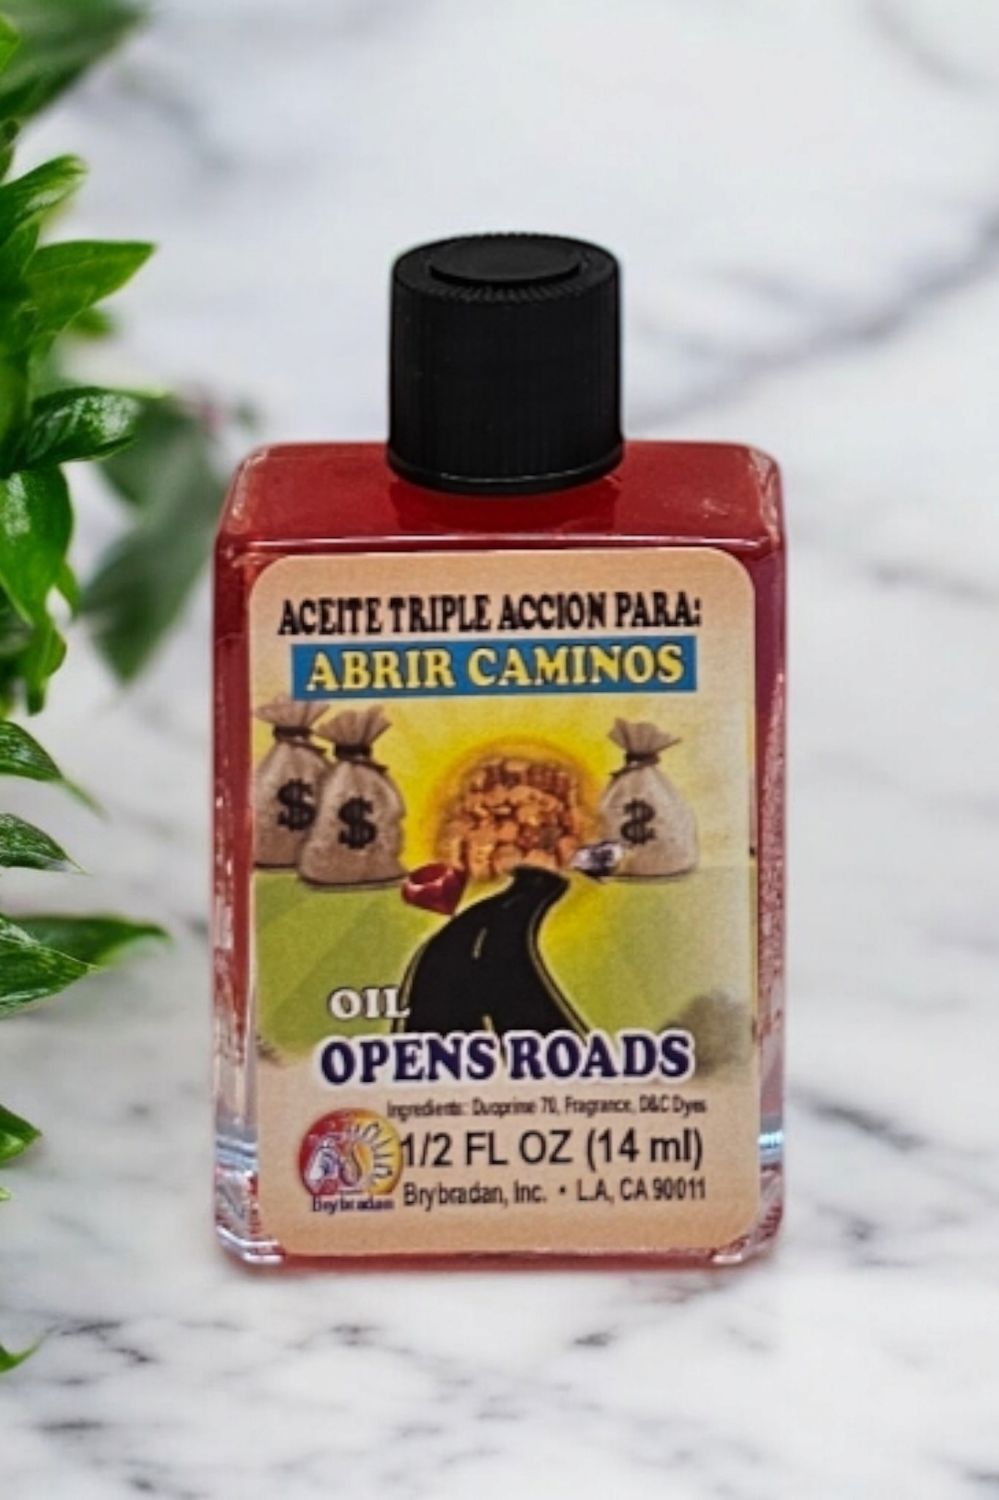 ACEITE TRIPLE ACCION PARA:
ABRIR CAMINOS
$ $ $
OIL
OPENS ROADS
Ingredients: Duoprime 70, Fragrance, D&C Dyes
1/2 FL OZ (14 ml)
Brybradan
Brybradan, Inc. • L.A, CA 90011